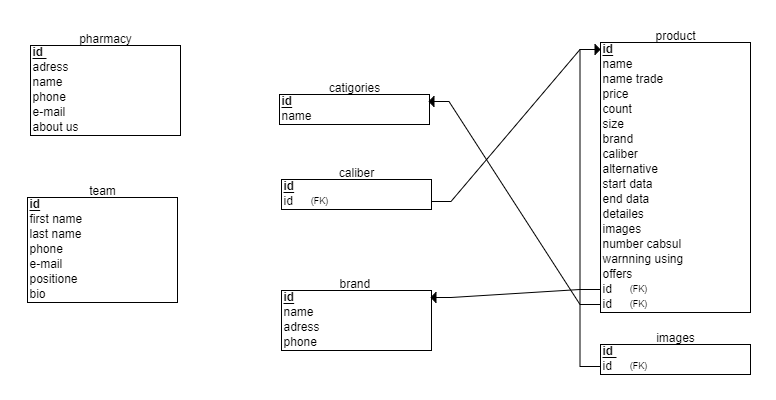 pharmacy
id
adress
name
phone
e-mail
about us
team
id
first name
last name
phone
e-mail
positione
bio
catigories
id
name
caliber
id
id (FK)
brand
id
name
adress
phone
product
id
name
name trade
price
count
size
brand
caliber
alternative
start data
end data
detailes
images
number cabsul
warnning using
offers
id (FK)
id (FK)
images
id
id (FK)